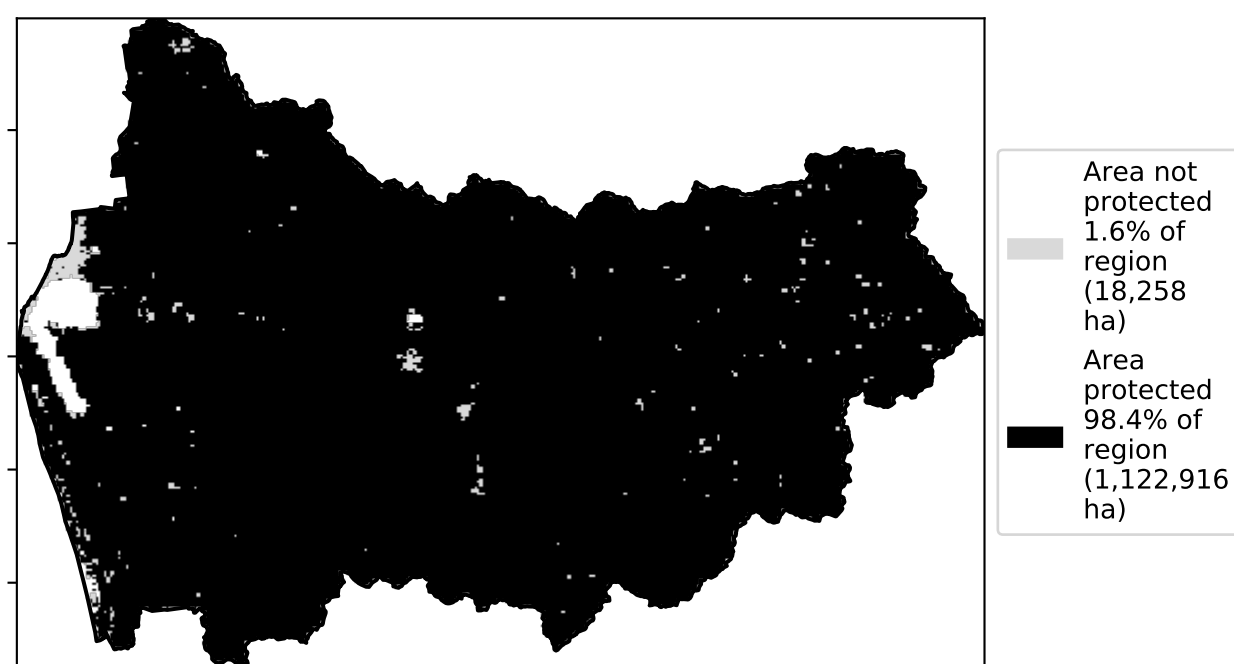 Area not
protected
1.6% of
region
(18,258
ha)
Area
protected
98.4% of
region
(1,122,916
ha)